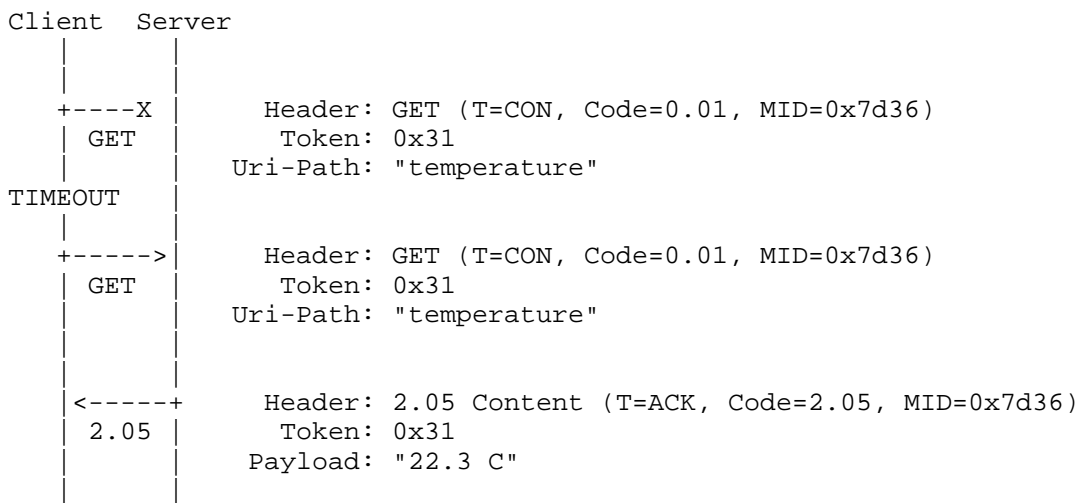 Client Server
+----X Header: GET (T=CON, Code=0.01, MID=0x7d36)
GET Token: 0x31
Uri-Path: "temperature"
TIMEOUT
+-----> Header: GET (T=CON, Code=0.01, MID=0x7d36)
GET Token: 0x31
Uri-Path: "temperature"
<-----+ Header: 2.05 Content (T=ACK, Code=2.05, MID=0x7d36)
2.05 Token: 0x31
Payload: "22.3 C"